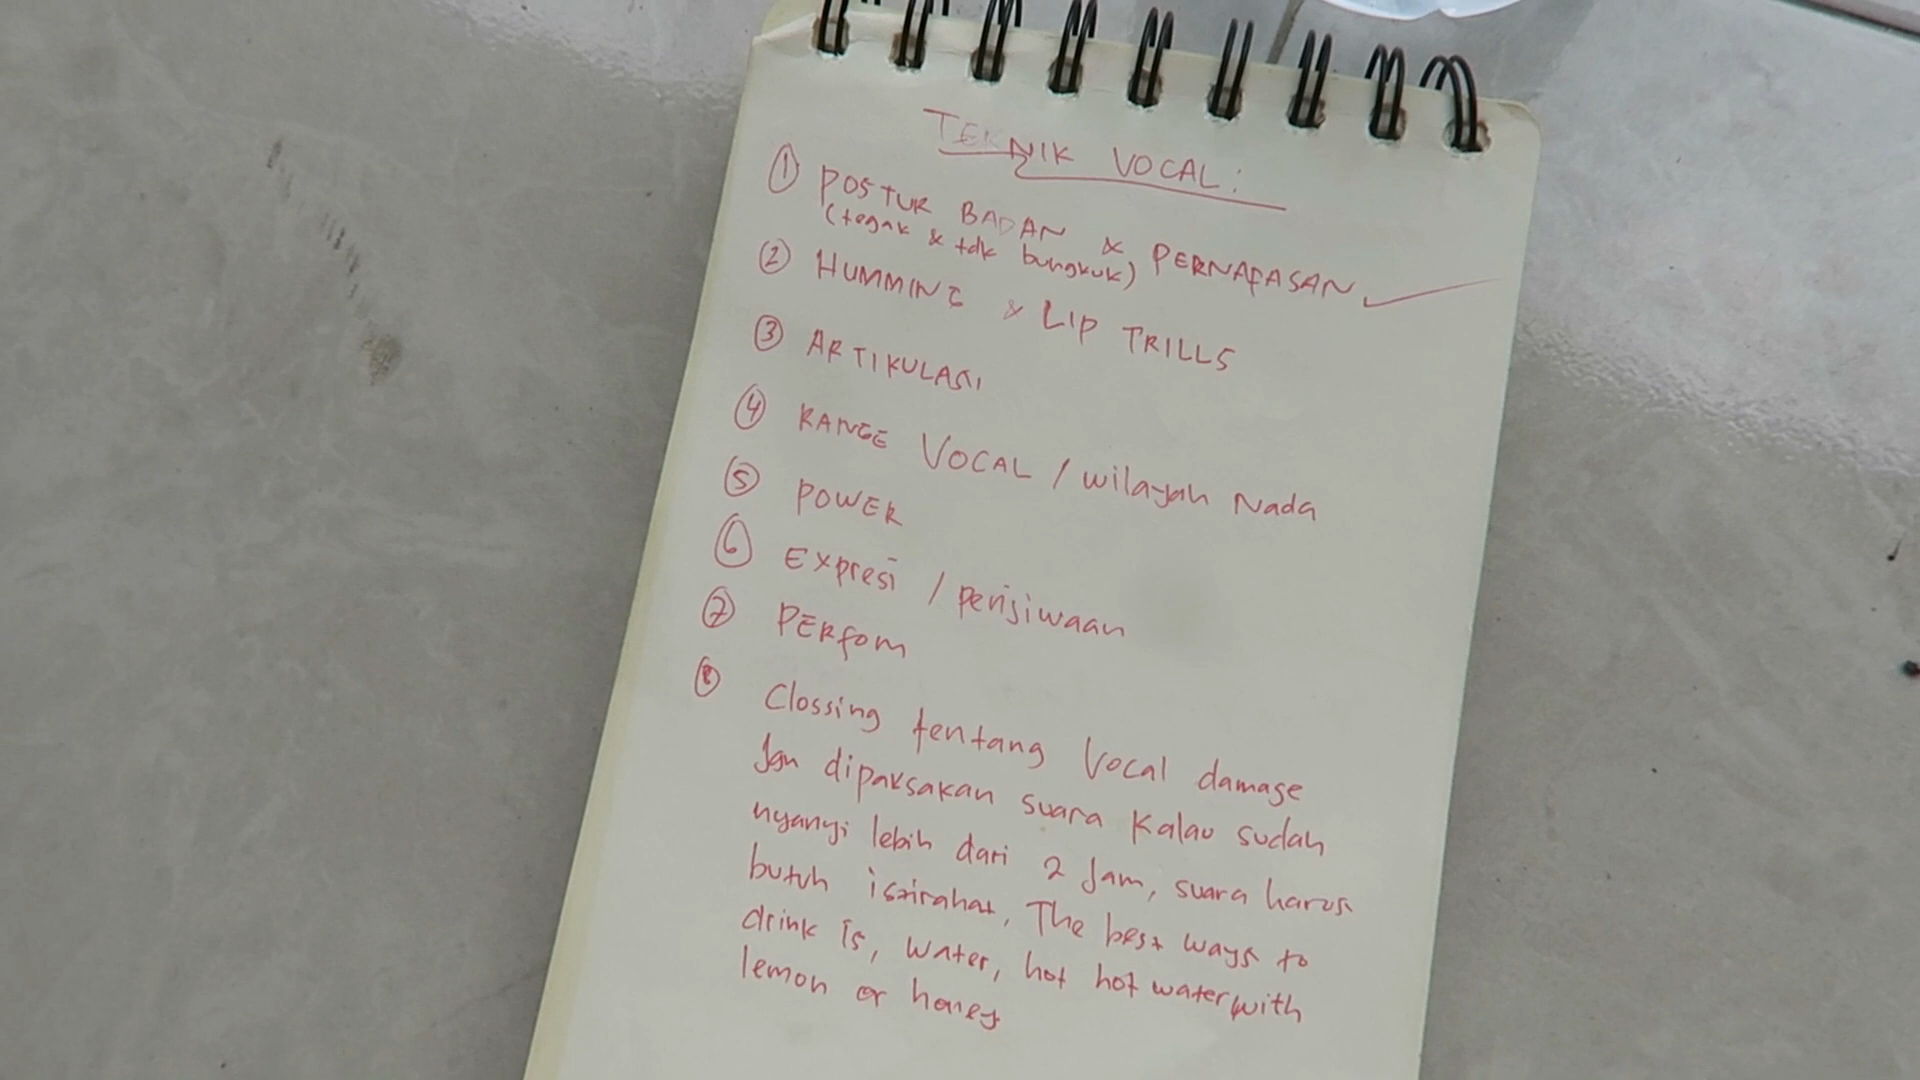 TEKNIK VOCAL:
① POSTUR BADAN & PERNAFASAN ✓
(tegak & tdk bungkuk)
② HUMMING & LIP TRILLS
③ ARTIKULASI
④ RANGE VOCAL / wilayah Nada
⑤ POWER
⑥ EXpresi / penjiwaan
⑦ PERfom
⑧ Clossing tentang Vocal damage
Jgn dipaksakan suara kalau sudah
nyanyi lebih dari 2 Jam, suara harus
butuh istirahat, The best ways to
drink is, water, hot hot water with
lemon or honey